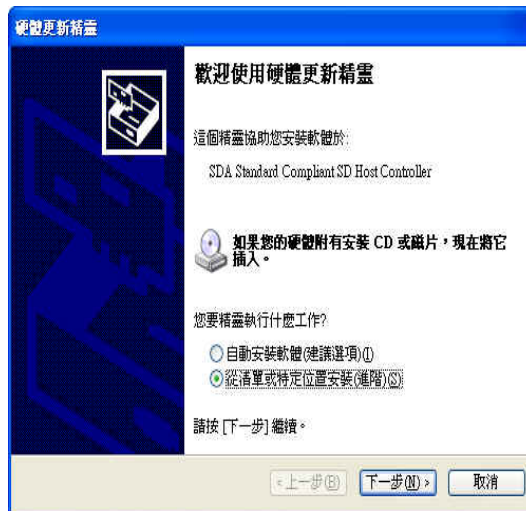 硬體更新精靈
歡迎使用硬體更新精靈
這個精靈協助您安裝軟體於:
SDA Standard Compliant SD Host Controller
如果您的硬體附有安裝 CD 或磁片，現在將它
插入。
您要精靈執行什麼工作?
自動安裝軟體(建議選項)(I)
從清單或特定位置安裝(進階)(S)
請按 [下一步] 繼續。
<上一步(B) 下一步(N)> 取消